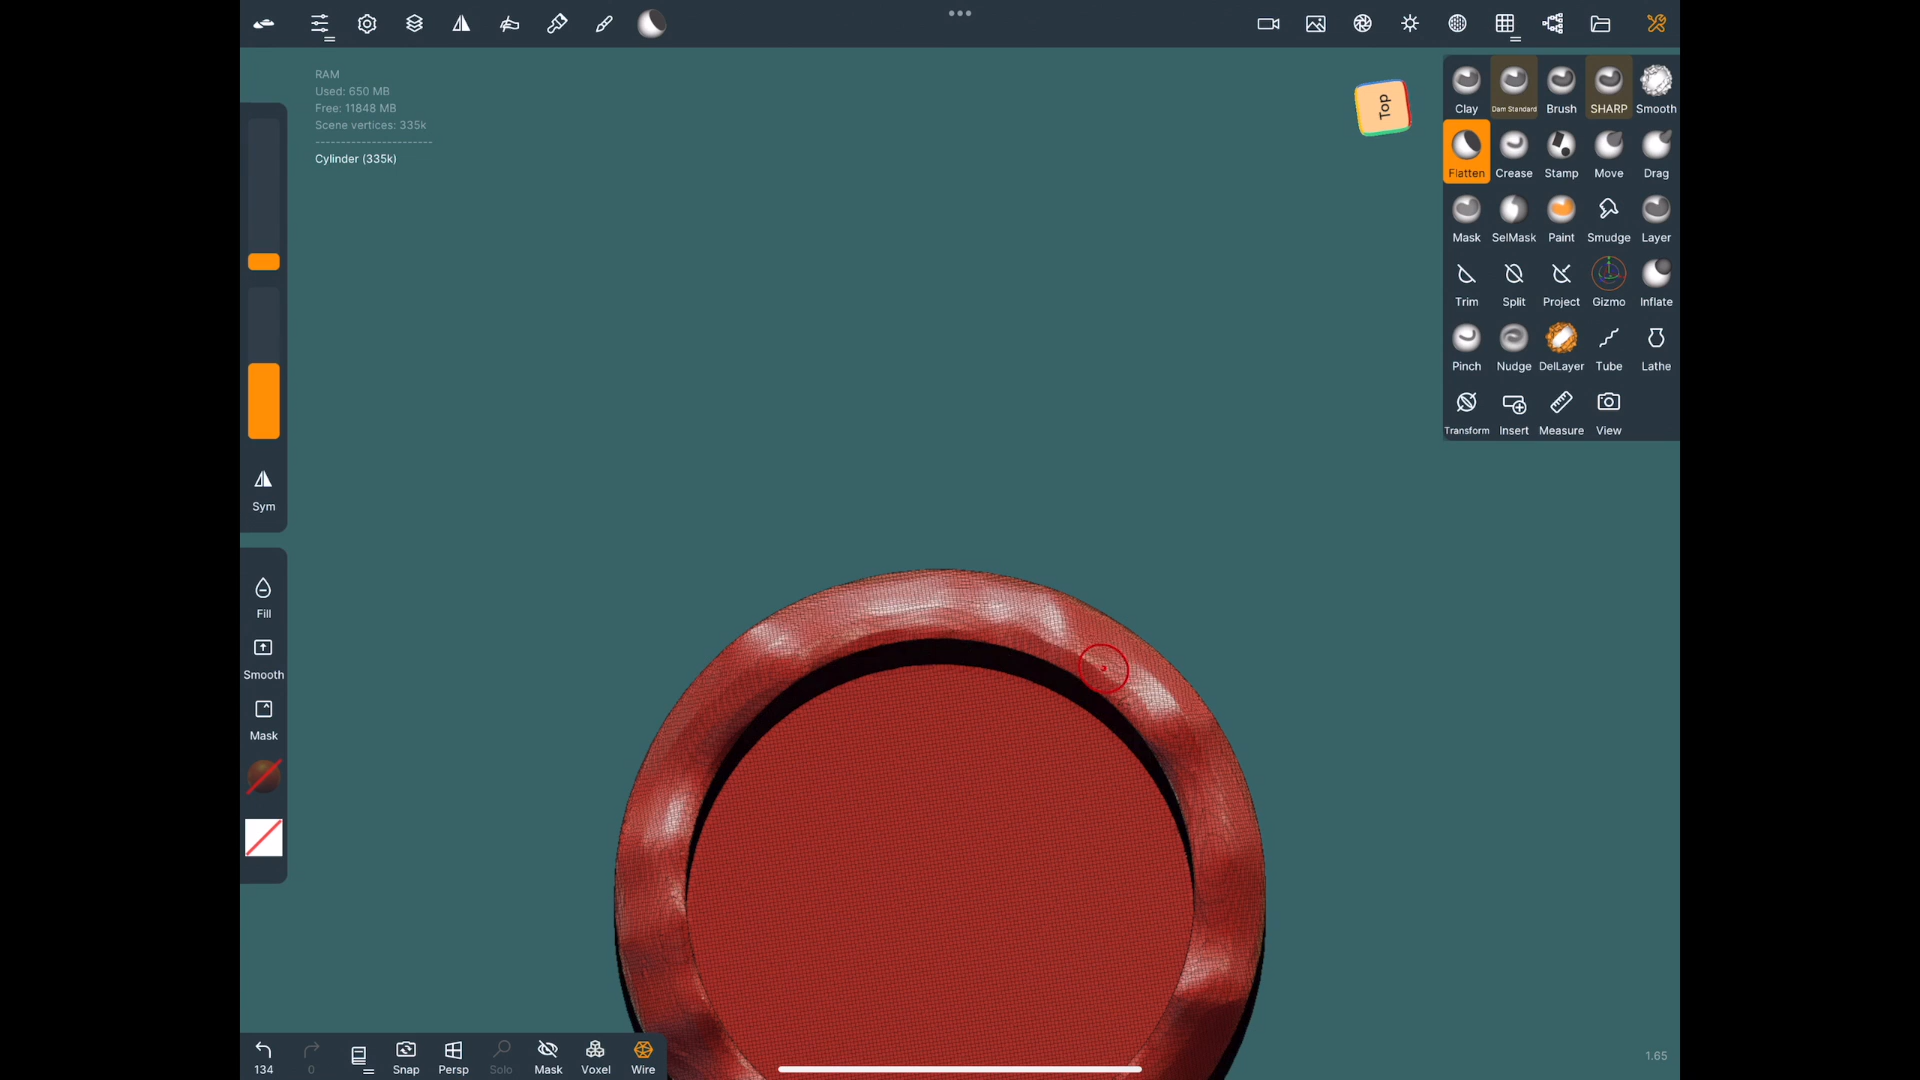 RAM
Used: 650 MB
Free: 11848 MB
Scene vertices: 335k
--------------------
Cylinder (335k)
Top
Clay Dam Standard Brush SHARP Smooth
Flatten Crease Stamp Move Drag
Mask SelMask Paint Smudge Layer
Trim Split Project Gizmo Inflate
Pinch Nudge DelLayer Tube Lathe
Transform Insert Measure View
Sym
Fill
Smooth
Mask
134 0 Snap Persp Solo Mask Voxel Wire
1.65